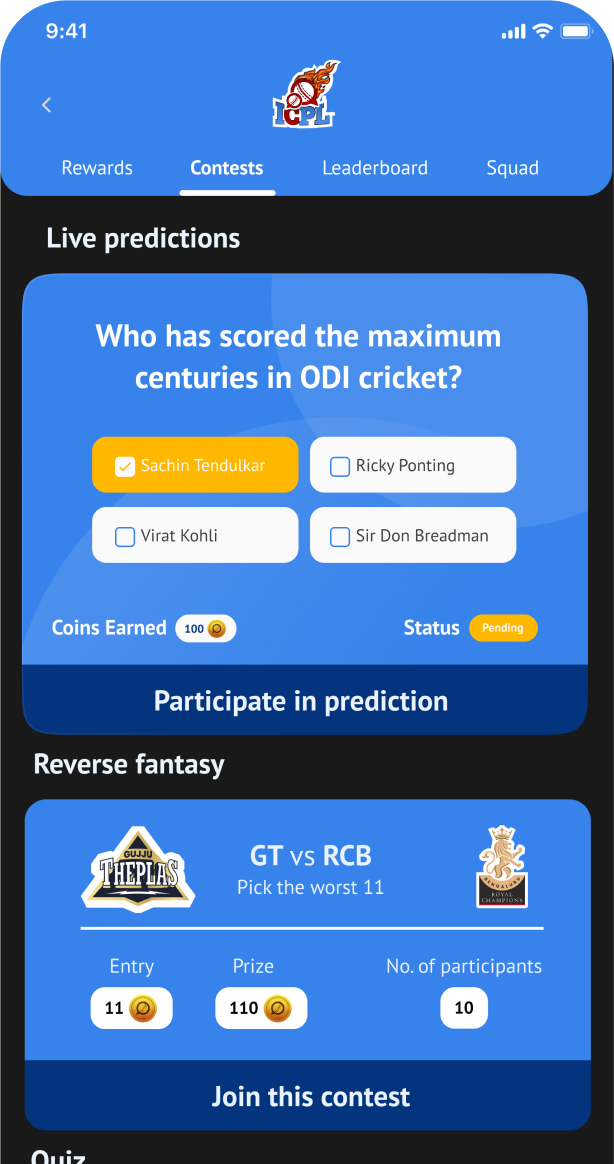 9:41
ICPL
Rewards
Contests
Leaderboard
Squad
Live predictions
Who has scored the maximum
centuries in ODI cricket?
Sachin Tendulkar
Ricky Ponting
Virat Kohli
Sir Don Breadman
Coins Earned
100
Status
Pending
Participate in prediction
Reverse fantasy
GUJJU
THEPLAS
GT vs RCB
Pick the worst 11
BENGALURU
ROYAL
CHAMPIONS
Entry
Prize
No. of participants
11
110
10
Join this contest
Quiz